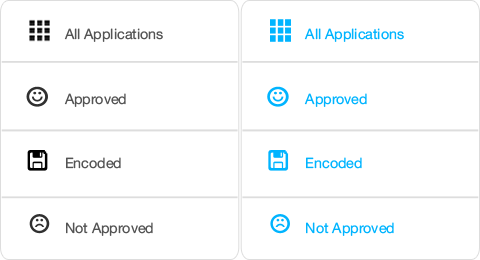 All Applications
Approved
Encoded
Not Approved
All Applications
Approved
Encoded
Not Approved